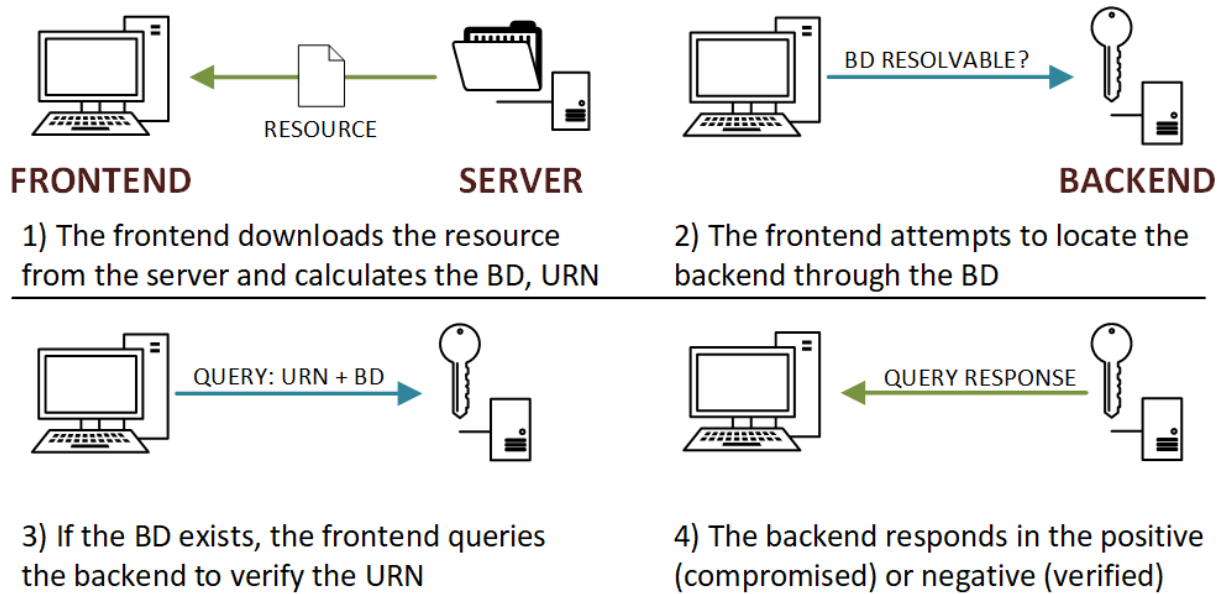 RESOURCE
FRONTEND
SERVER
1) The frontend downloads the resource
from the server and calculates the BD, URN
BD RESOLVABLE?
BACKEND
2) The frontend attempts to locate the
backend through the BD
QUERY: URN + BD
3) If the BD exists, the frontend queries
the backend to verify the URN
QUERY RESPONSE
4) The backend responds in the positive
(compromised) or negative (verified)